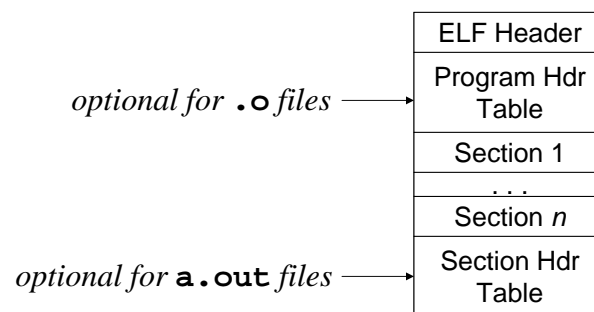 ELF Header
optional for .o files
Program Hdr
Table
Section 1
. . .
Section n
optional for a.out files
Section Hdr
Table